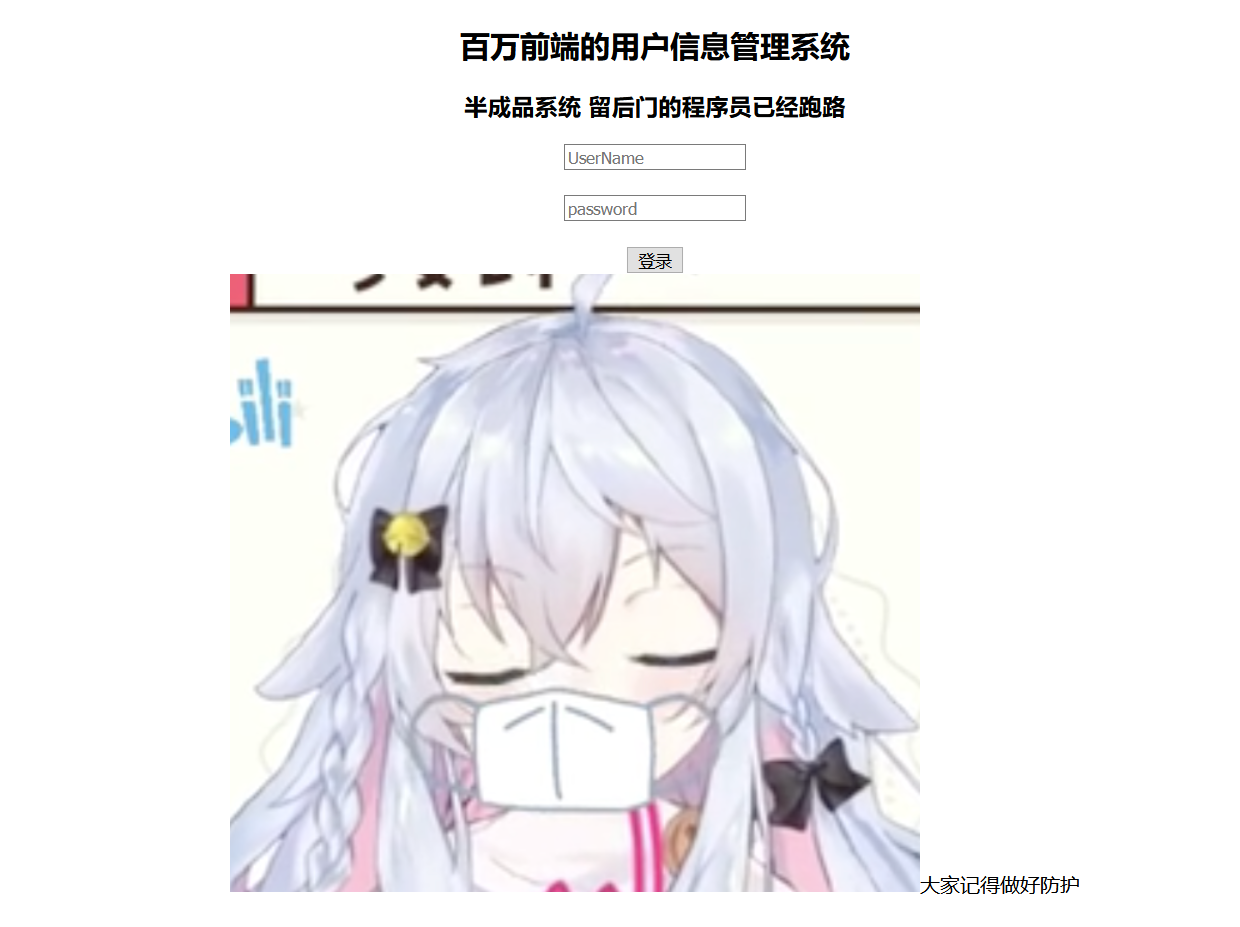 百万前端的用户信息管理系统
半成品系统 留后门的程序员已经跑路
UserName
password
登录
ili
大家记得做好防护